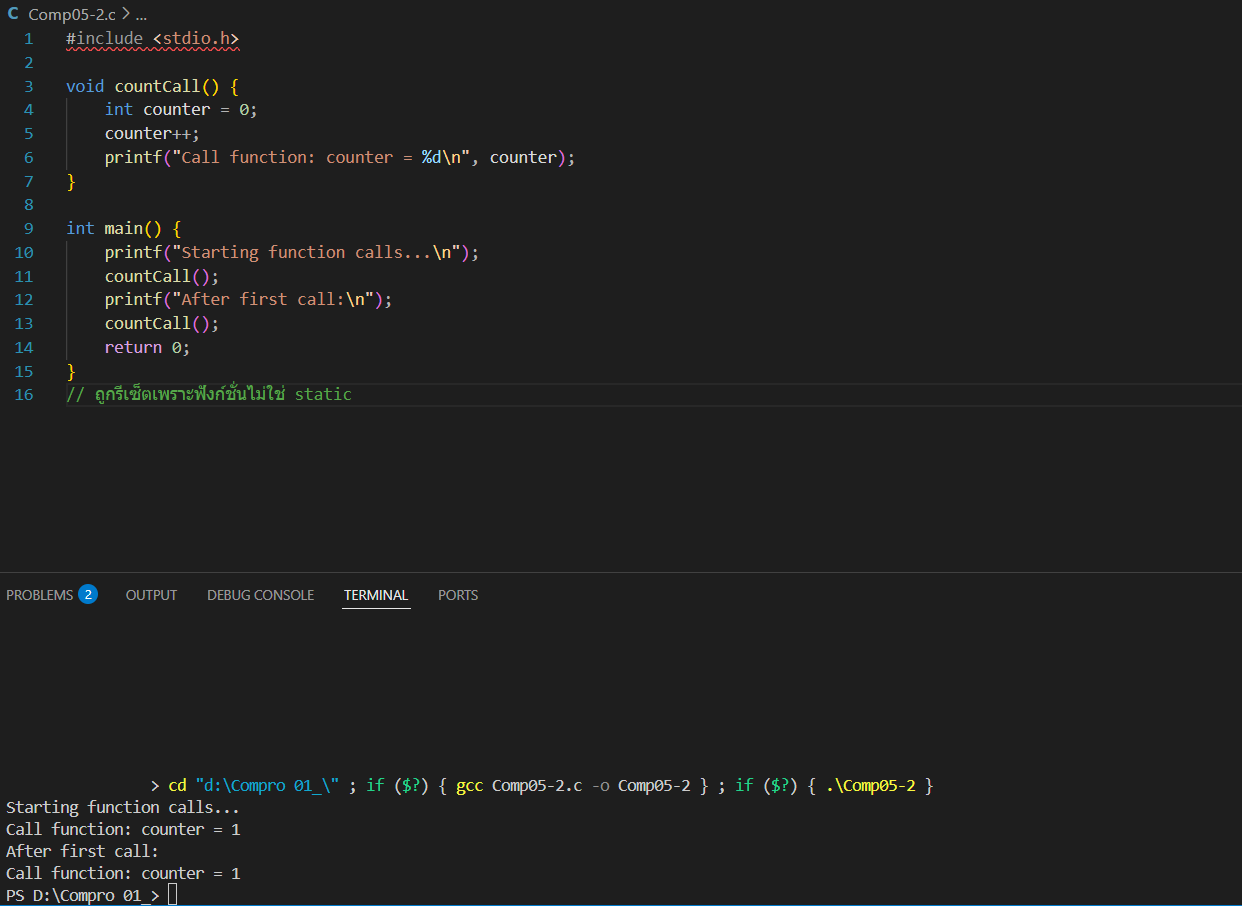 C Comp05-2.c > ...
1 #include <stdio.h>
2
3 void countCall() {
4     int counter = 0;
5     counter++;
6     printf("Call function: counter = %d\n", counter);
7 }
8
9 int main() {
10     printf("Starting function calls...\n");
11     countCall();
12     printf("After first call:\n");
13     countCall();
14     return 0;
15 }
16 // ถูกรีเซ็ตเพราะฟังก์ชั่นไม่ใช่ static
PROBLEMS 2 OUTPUT DEBUG CONSOLE TERMINAL PORTS
> cd "d:\Compro 01_\" ; if ($?) { gcc Comp05-2.c -o Comp05-2 } ; if ($?) { .\Comp05-2 }
Starting function calls...
Call function: counter = 1
After first call:
Call function: counter = 1
PS D:\Compro 01_>